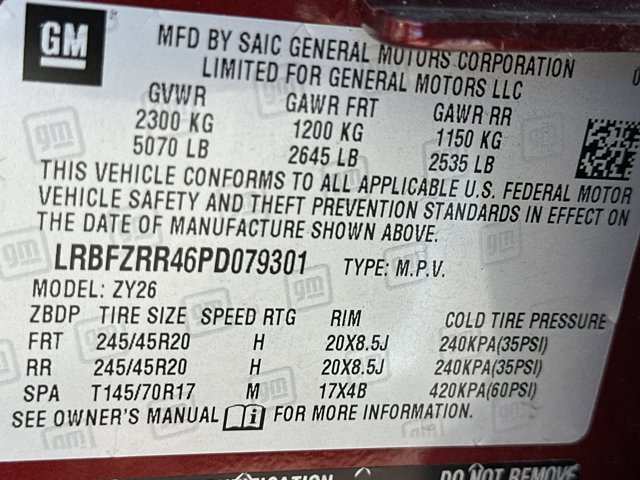 GM
MFD BY SAIC GENERAL MOTORS CORPORATION
LIMITED FOR GENERAL MOTORS LLC
GVWR GAWR FRT GAWR RR
2300 KG 1200 KG 1150 KG
5070 LB 2645 LB 2535 LB
THIS VEHICLE CONFORMS TO ALL APPLICABLE U.S. FEDERAL MOTOR
VEHICLE SAFETY AND THEFT PREVENTION STANDARDS IN EFFECT ON
THE DATE OF MANUFACTURE SHOWN ABOVE.
LRBFZRR46PD079301 TYPE: M.P.V.
MODEL: ZY26
ZBDP TIRE SIZE SPEED RTG RIM COLD TIRE PRESSURE
FRT 245/45R20 H 20X8.5J 240KPA(35PSI)
RR 245/45R20 H 20X8.5J 240KPA(35PSI)
SPA T145/70R17 M 17X4B 420KPA(60PSI)
SEE OWNER'S MANUAL FOR MORE INFORMATION.
DO NOT REMOVE